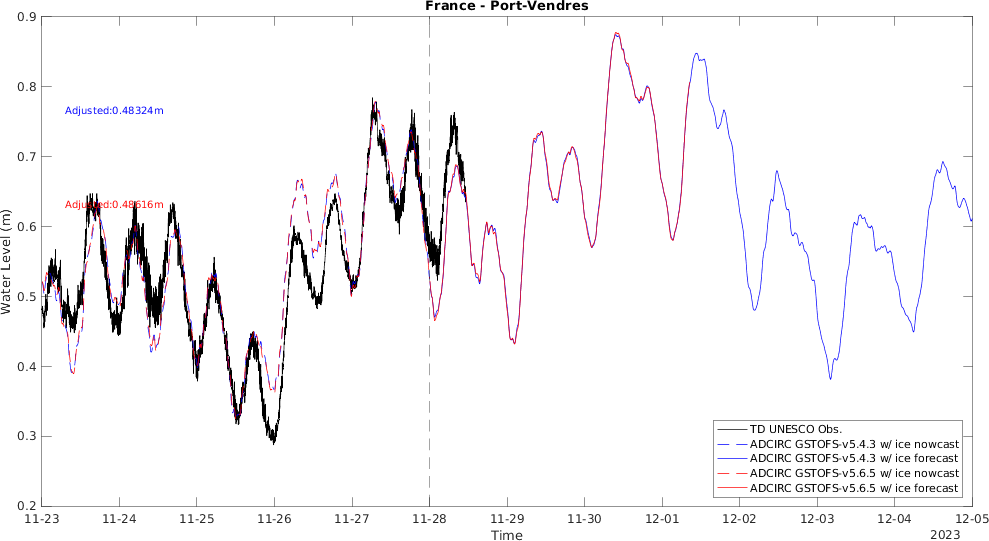 France - Port-Vendres
0.9
0.8
0.7
0.6
0.5
0.4
0.3
0.2
Water Level (m)
Adjusted:0.48324m
Adjusted:0.48616m
TD UNESCO Obs.
ADCIRC GSTOFS-v5.4.3 w/ ice nowcast
ADCIRC GSTOFS-v5.4.3 w/ ice forecast
ADCIRC GSTOFS-v5.6.5 w/ ice nowcast
ADCIRC GSTOFS-v5.6.5 w/ ice forecast
11-23 11-24 11-25 11-26 11-27 11-28 11-29 11-30 12-01 12-02 12-03 12-04 12-05
Time
2023